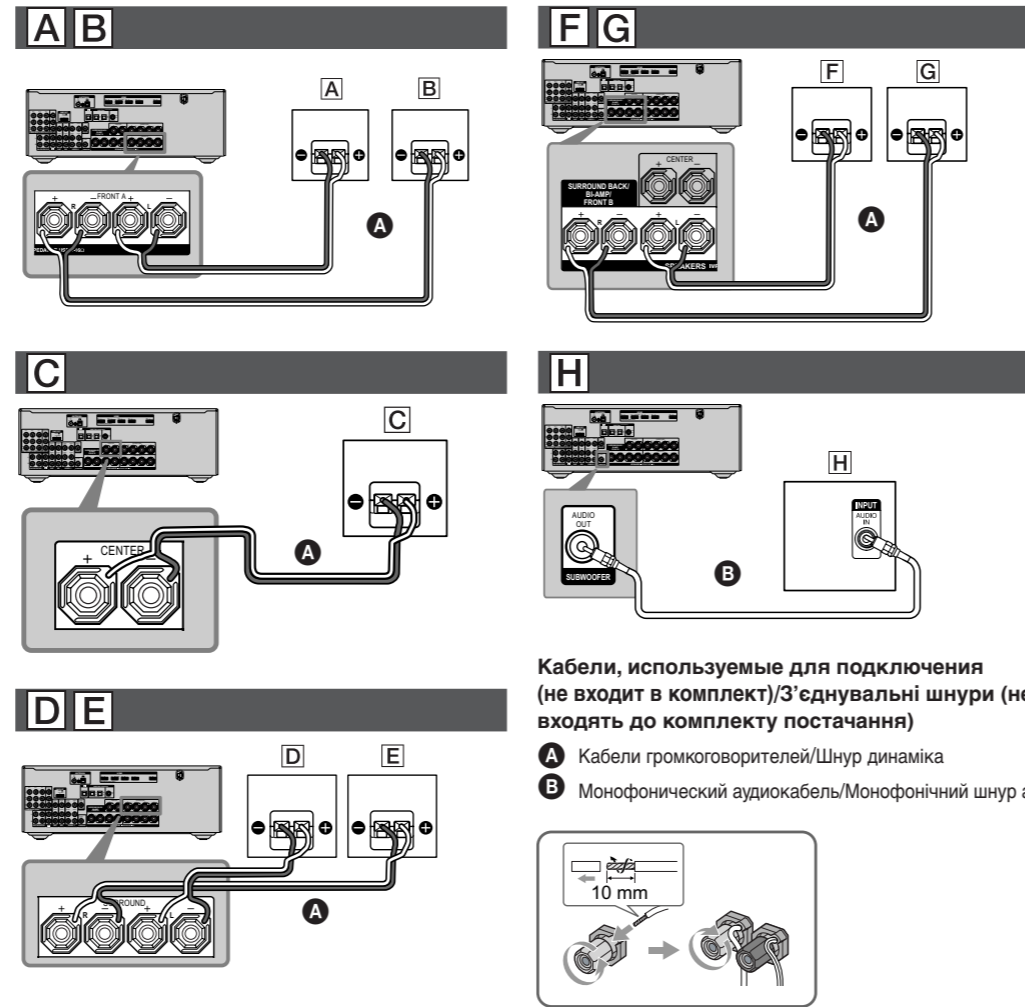 A B
A
B
FRONT A
+ − + −
R L
− + − +
A
C
C
CENTER
+ −
− +
A
D E
D
E
SURROUND
+ − + −
R L
− + − +
A
F G
F
G
CENTER
+ −
SURROUND BACK/
BI-AMP/
FRONT B
+ − + −
R L
SPEAKERS
− + − +
A
H
H
AUDIO
OUT
SUBWOOFER
INPUT
AUDIO
IN
B
Кабели, используемые для подключения
(не входит в комплект)/З’єднувальні шнури (не
входять до комплекту постачання)
A Кабели громкоговорителей/Шнур динаміка
B Монофонический аудиокабель/Монофонічний шнур а
10 mm